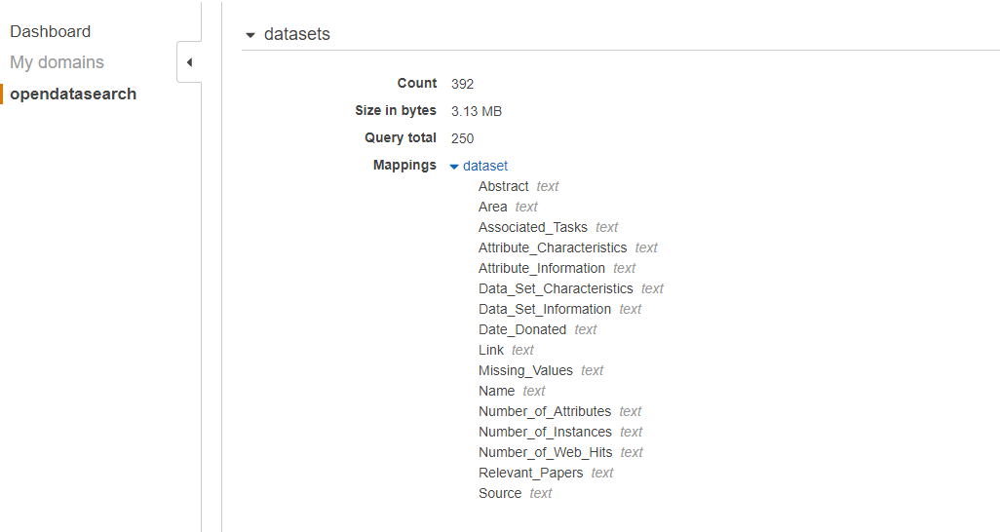 Dashboard
My domains
opendatasearch
datasets
Count 392
Size in bytes 3.13 MB
Query total 250
Mappings dataset
Abstract text
Area text
Associated_Tasks text
Attribute_Characteristics text
Attribute_Information text
Data_Set_Characteristics text
Data_Set_Information text
Date_Donated text
Link text
Missing_Values text
Name text
Number_of_Attributes text
Number_of_Instances text
Number_of_Web_Hits text
Relevant_Papers text
Source text